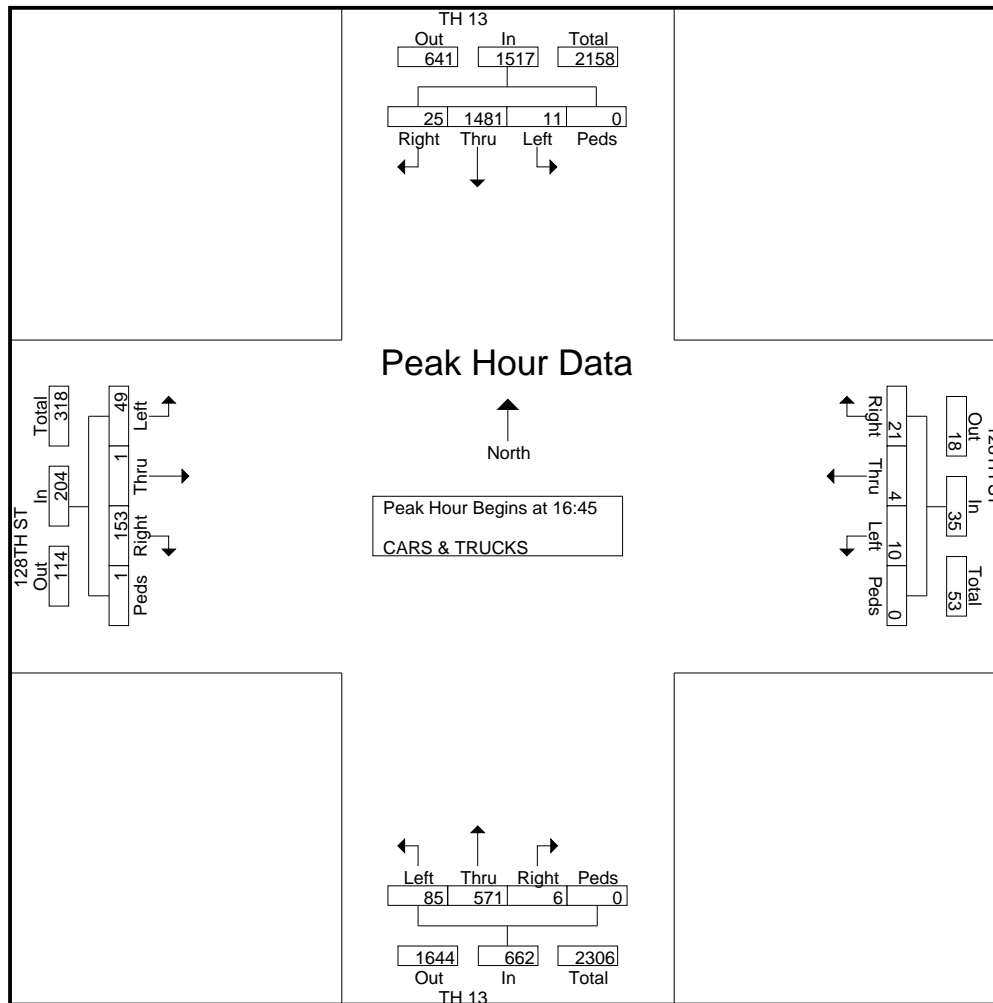 TH 13
Out In Total
641 1517 2158
25 1481 11 0
Right Thru Left Peds
Peak Hour Data
North
Peak Hour Begins at 16:45
CARS & TRUCKS
128TH ST
Out In Total
114 204 318
1 153 1 49
Peds Right Thru Left
Out In Total
18 35 53
21 4 10 0
Right Thru Left Peds
Left Thru Right Peds
85 571 6 0
1644 662 2306
Out In Total
TH 13